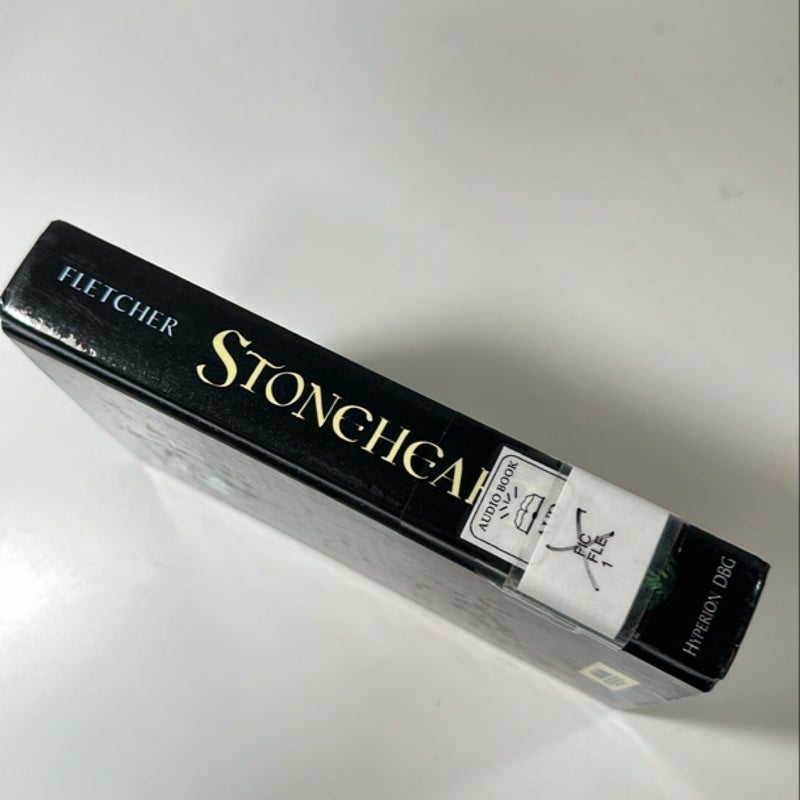 FLETCHER
STONEHEA
AUDIO BOOK
FIC
FLE
1
HYPERION DBG